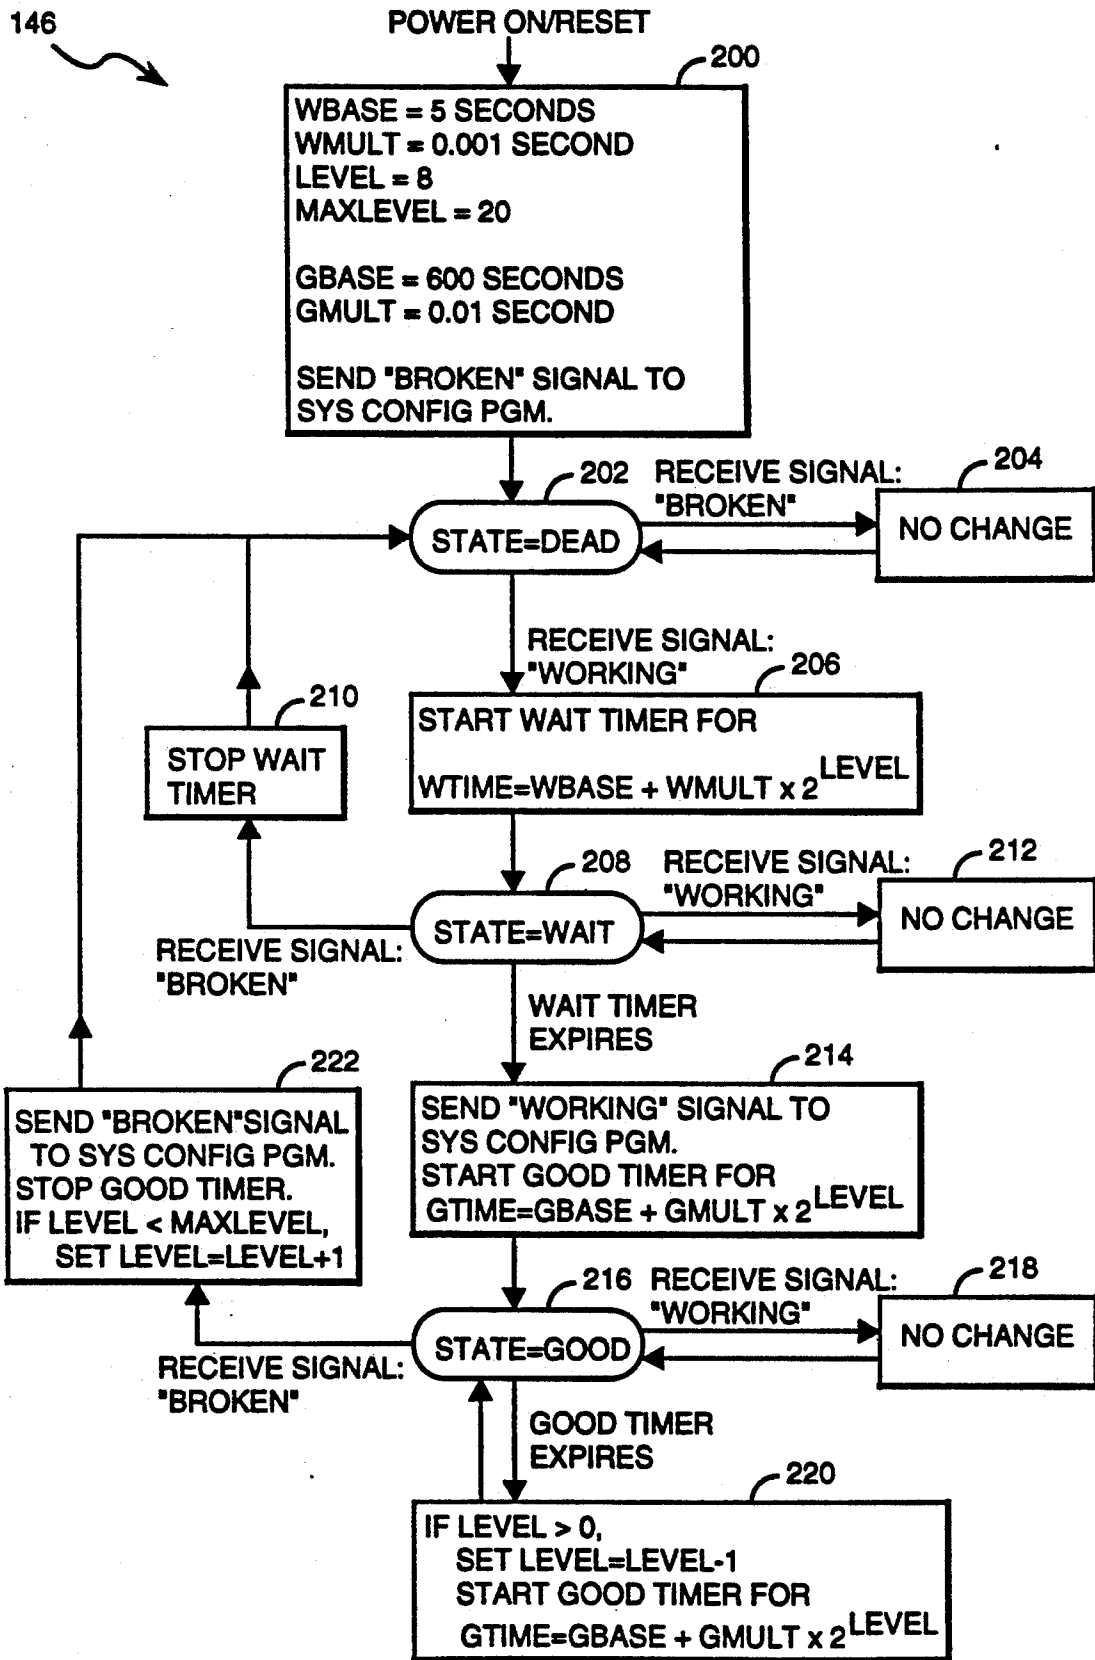 146
POWER ON/RESET
200
WBASE = 5 SECONDS
WMULT = 0.001 SECOND
LEVEL = 8
MAXLEVEL = 20
GBASE = 600 SECONDS
GMULT = 0.01 SECOND
SEND "BROKEN" SIGNAL TO
SYS CONFIG PGM.
202
RECEIVE SIGNAL:
"BROKEN"
204
STATE=DEAD
NO CHANGE
RECEIVE SIGNAL:
"WORKING"
206
210
STOP WAIT
TIMER
START WAIT TIMER FOR
WTIME=WBASE + WMULT x 2^LEVEL
208
RECEIVE SIGNAL:
"WORKING"
212
STATE=WAIT
NO CHANGE
RECEIVE SIGNAL:
"BROKEN"
WAIT TIMER
EXPIRES
214
222
SEND "BROKEN"SIGNAL
TO SYS CONFIG PGM.
STOP GOOD TIMER.
IF LEVEL < MAXLEVEL,
SET LEVEL=LEVEL+1
SEND "WORKING" SIGNAL TO
SYS CONFIG PGM.
START GOOD TIMER FOR
GTIME=GBASE + GMULT x 2^LEVEL
216
RECEIVE SIGNAL:
"WORKING"
218
STATE=GOOD
NO CHANGE
RECEIVE SIGNAL:
"BROKEN"
GOOD TIMER
EXPIRES
220
IF LEVEL > 0,
SET LEVEL=LEVEL-1
START GOOD TIMER FOR
GTIME=GBASE + GMULT x 2^LEVEL